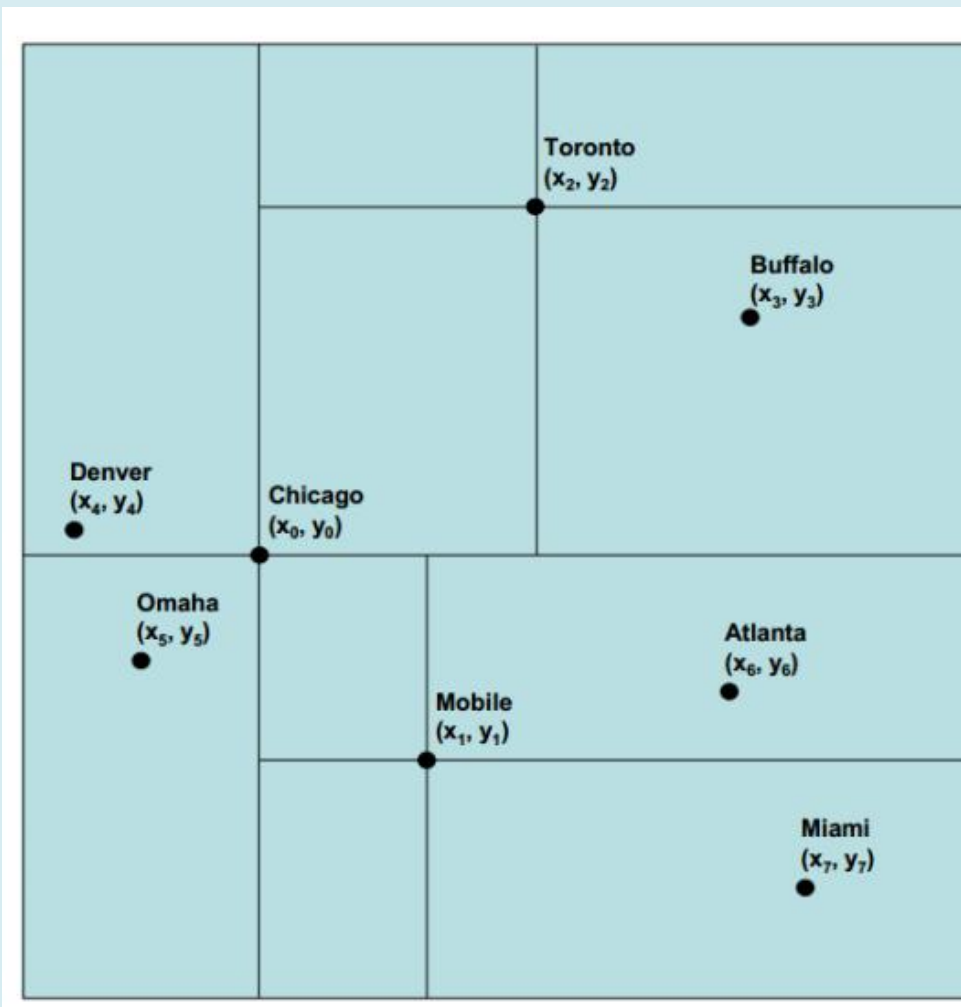 Toronto
(x₂, y₂)
Buffalo
(x₃, y₃)
Denver
(x₄, y₄)
Chicago
(x₀, y₀)
Omaha
(x₅, y₅)
Atlanta
(x₆, y₆)
Mobile
(x₁, y₁)
Miami
(x₇, y₇)